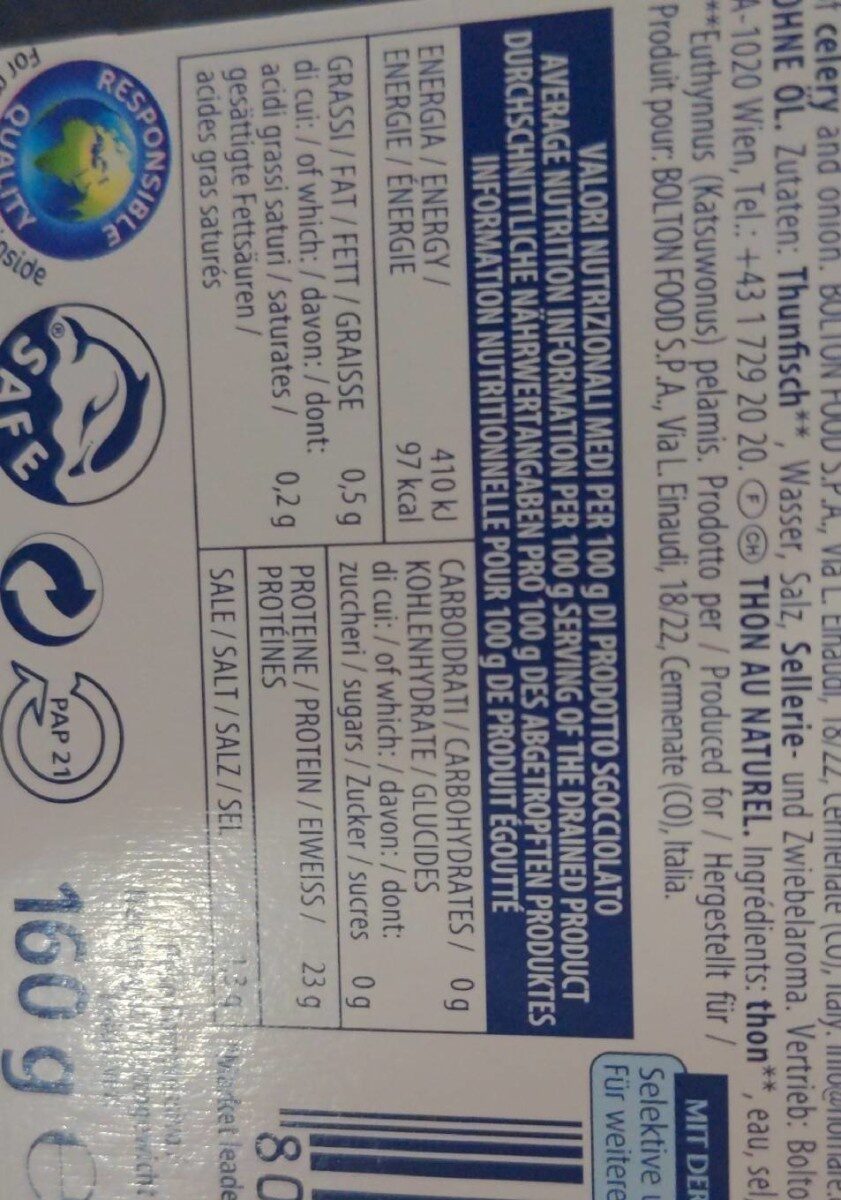 celery and onion. BOLTON FOOD S.P.A., Via L. Einaudi, 18/22, Cermenate (CO), Italy.
OHNE ÖL. Zutaten: Thunfisch**, Wasser, Salz, Sellerie- und Zwiebelaroma. Vertrieb: Bolto
A-1020 Wien, Tel.: +43 1 729 20 20. F CH THON AU NATUREL. Ingrédients: thon**, eau, sel
**Euthynnus (Katsuwonus) pelamis. Prodotto per / Produced for / Hergestellt für /
Produit pour: BOLTON FOOD S.P.A., Via L. Einaudi, 18/22, Cermenate (CO), Italia.
MIT DER
Selektive
Für weitere
VALORI NUTRIZIONALI MEDI PER 100 g DI PRODOTTO SGOCCIOLATO
AVERAGE NUTRITION INFORMATION PER 100 g SERVING OF THE DRAINED PRODUCT
DURCHSCHNITTLICHE NÄHRWERTANGABEN PRO 100 g DES ABGETROPFTEN PRODUKTES
INFORMATION NUTRITIONNELLE POUR 100 g DE PRODUIT ÉGOUTTÉ
ENERGIA / ENERGY / 410 kJ
ENERGIE / ÉNERGIE 97 kcal
GRASSI / FAT / FETT / GRAISSE 0,5 g
di cui: / of which: / davon: / dont:
acidi grassi saturi / saturates / 0,2 g
gesättigte Fettsäuren /
acides gras saturés
CARBOIDRATI / CARBOHYDRATES / 0 g
KOHLENHYDRATE / GLUCIDES
di cui: / of which: / davon: / dont:
zuccheri / sugars / Zucker / sucres 0 g
PROTEINE / PROTEIN / EIWEISS / 23 g
PROTÉINES
SALE / SALT / SALZ / SEL
For
RESPONSIBLE
QUALITY
inside
®
SAFE
PAP 21
160 g e
80